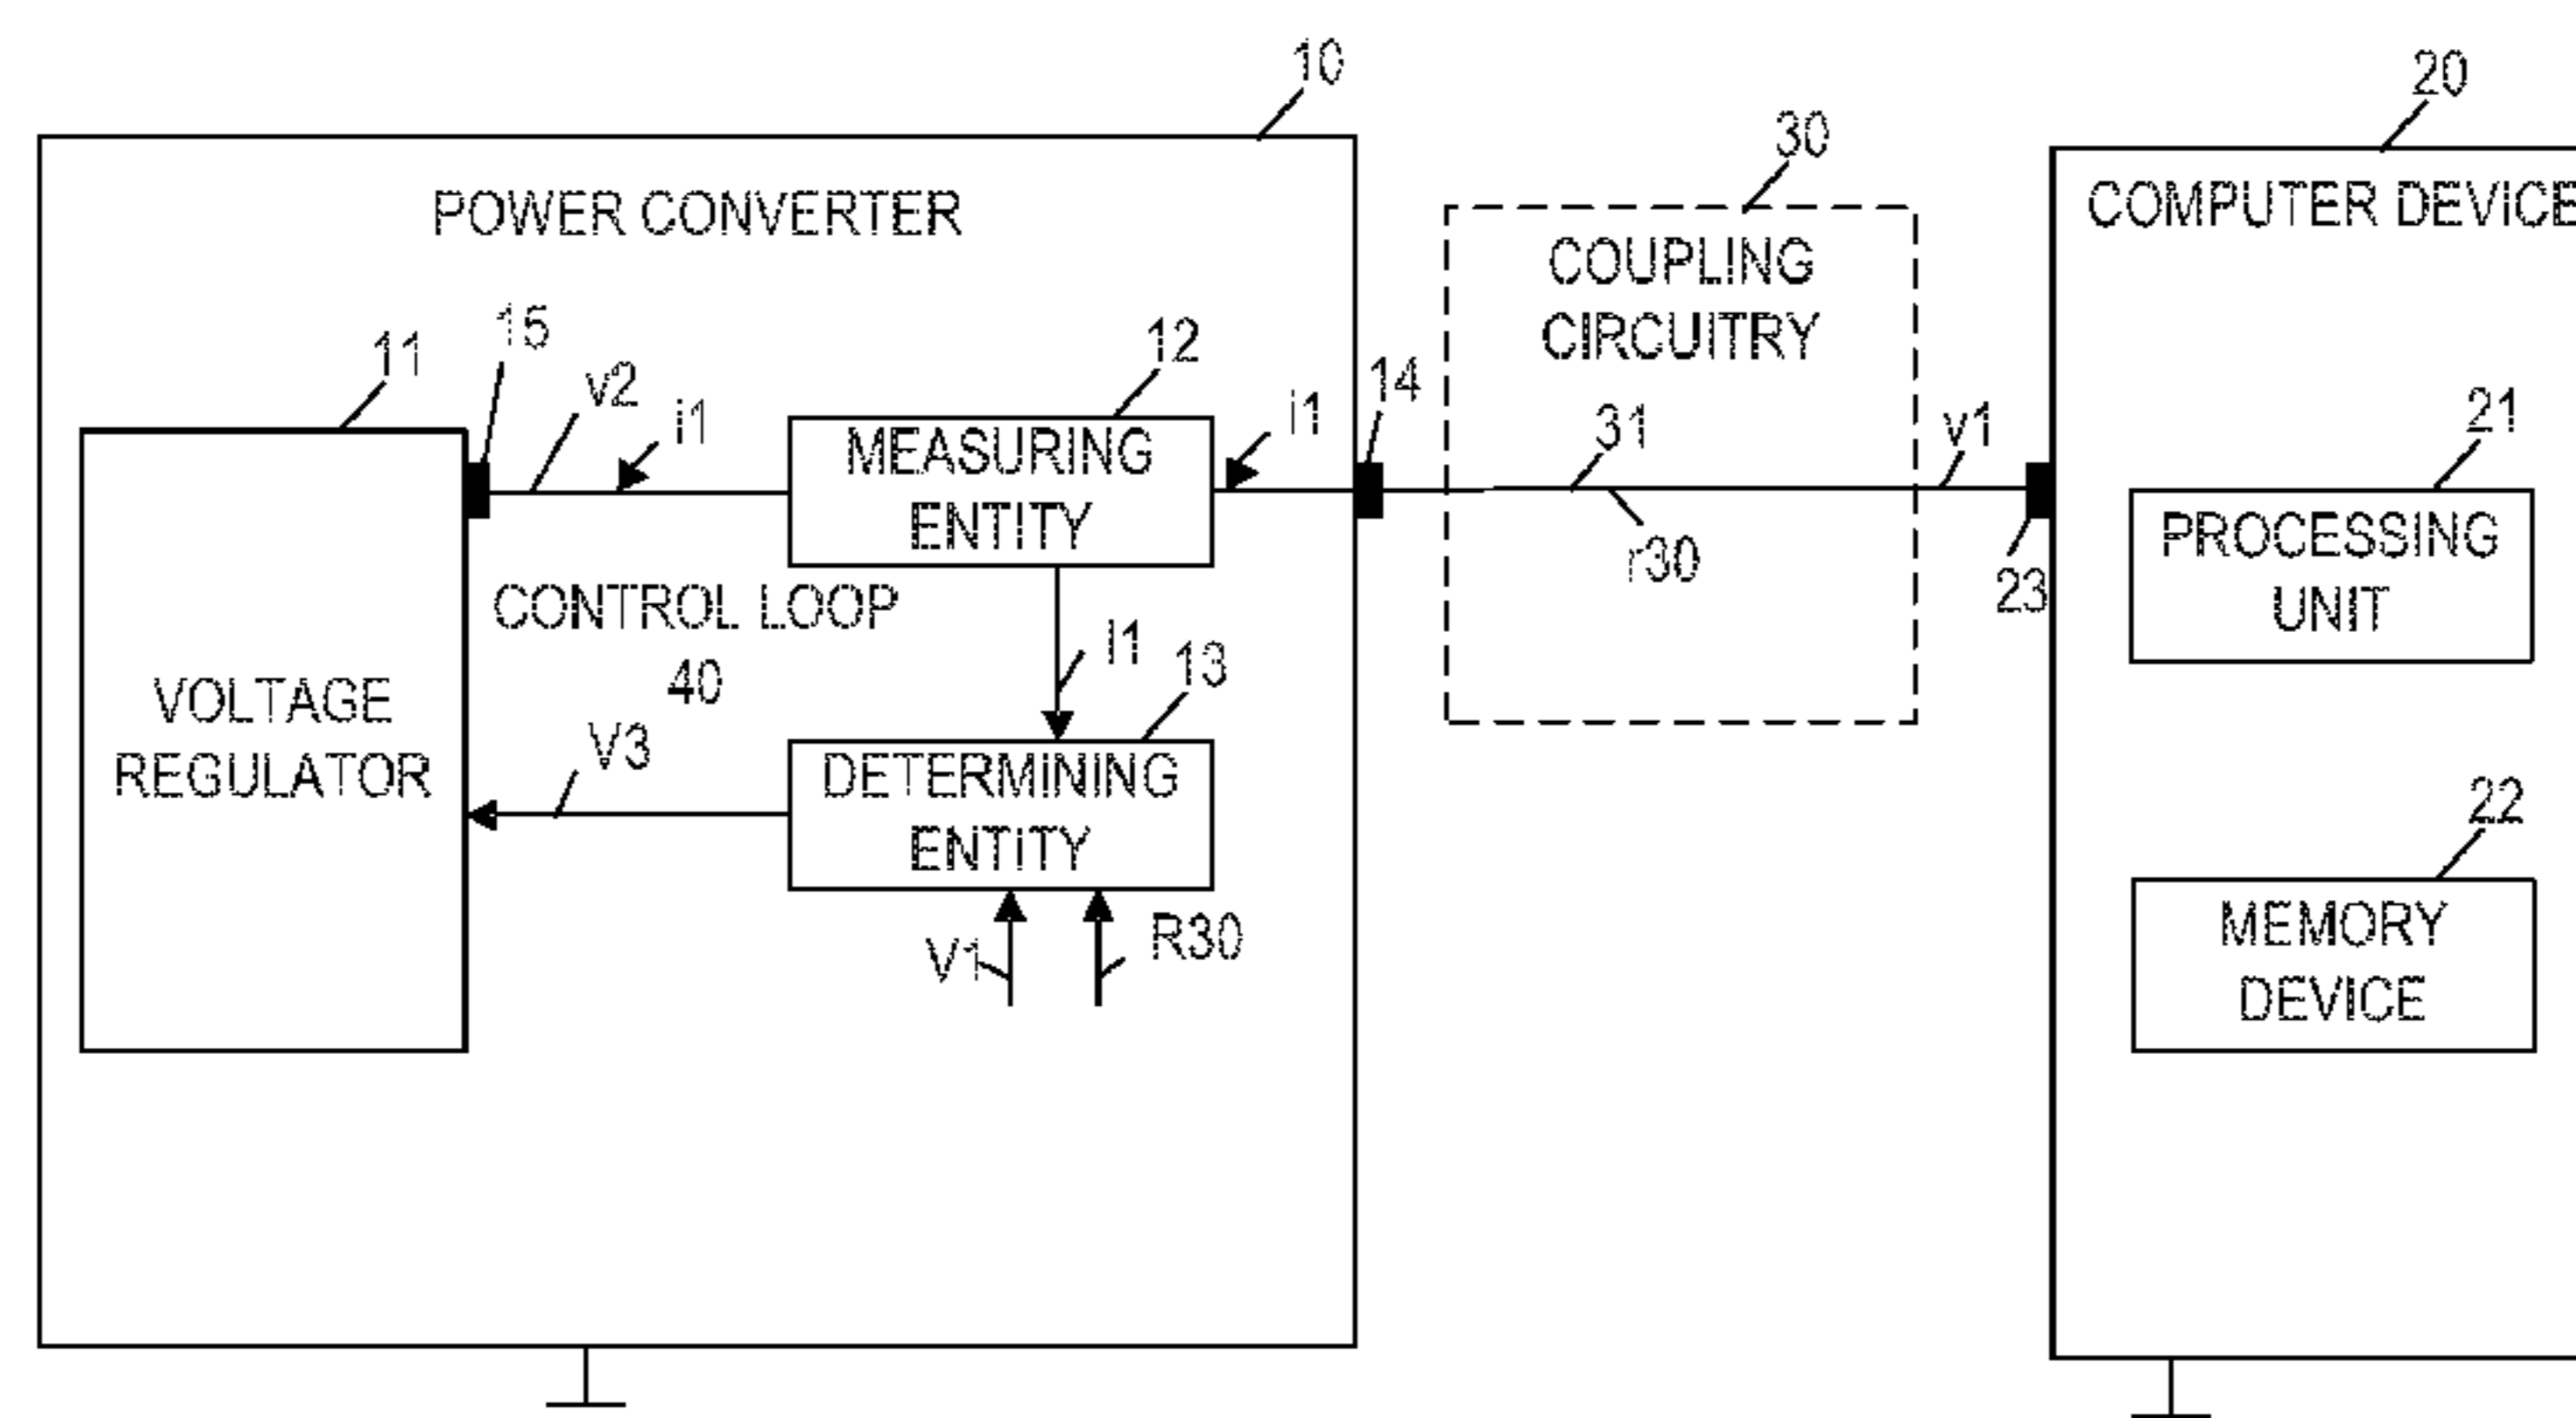 10
20
30
POWER CONVERTER
COMPUTER DEVICE
COUPLING
CIRCUITRY
15
12
11
v2
i1
i1
14
31
v1
21
MEASURING
ENTITY
PROCESSING
UNIT
r30
23
CONTROL LOOP
40
I1
13
VOLTAGE
REGULATOR
V3
DETERMINING
ENTITY
22
V1
R30
MEMORY
DEVICE